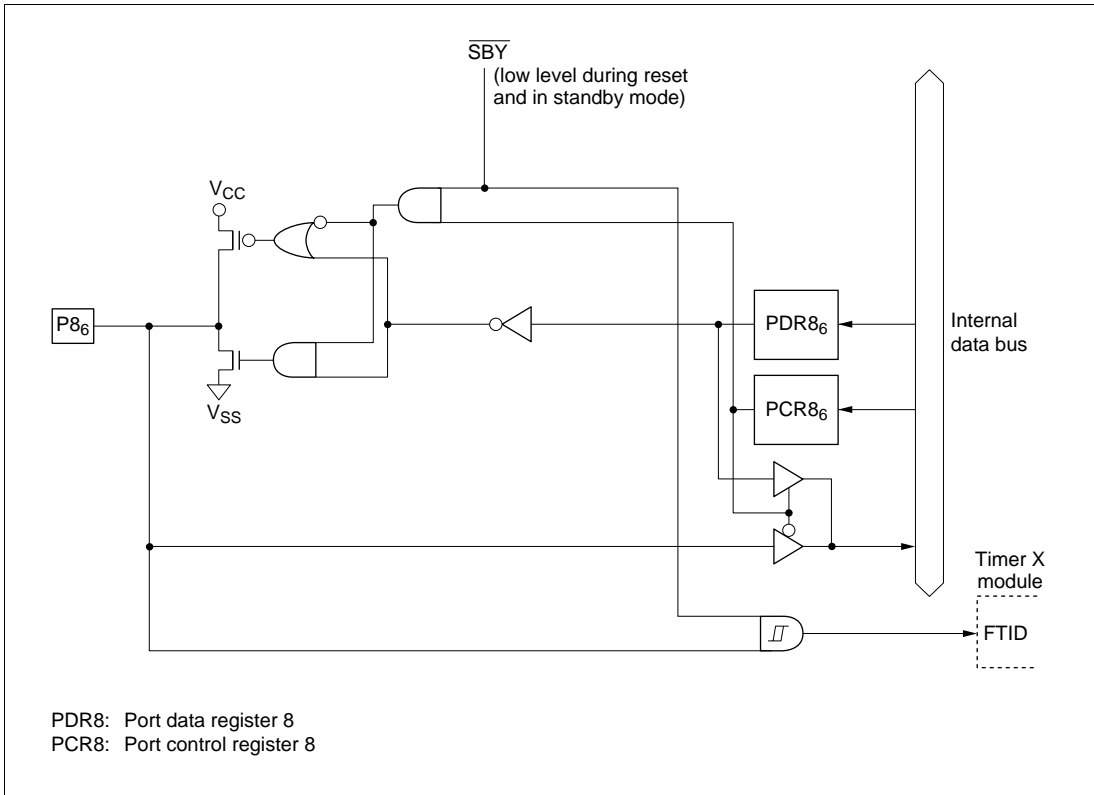 SBY
(low level during reset
and in standby mode)
VCC
P86
VSS
PDR86
PCR86
Internal
data bus
Timer X
module
FTID
PDR8: Port data register 8
PCR8: Port control register 8